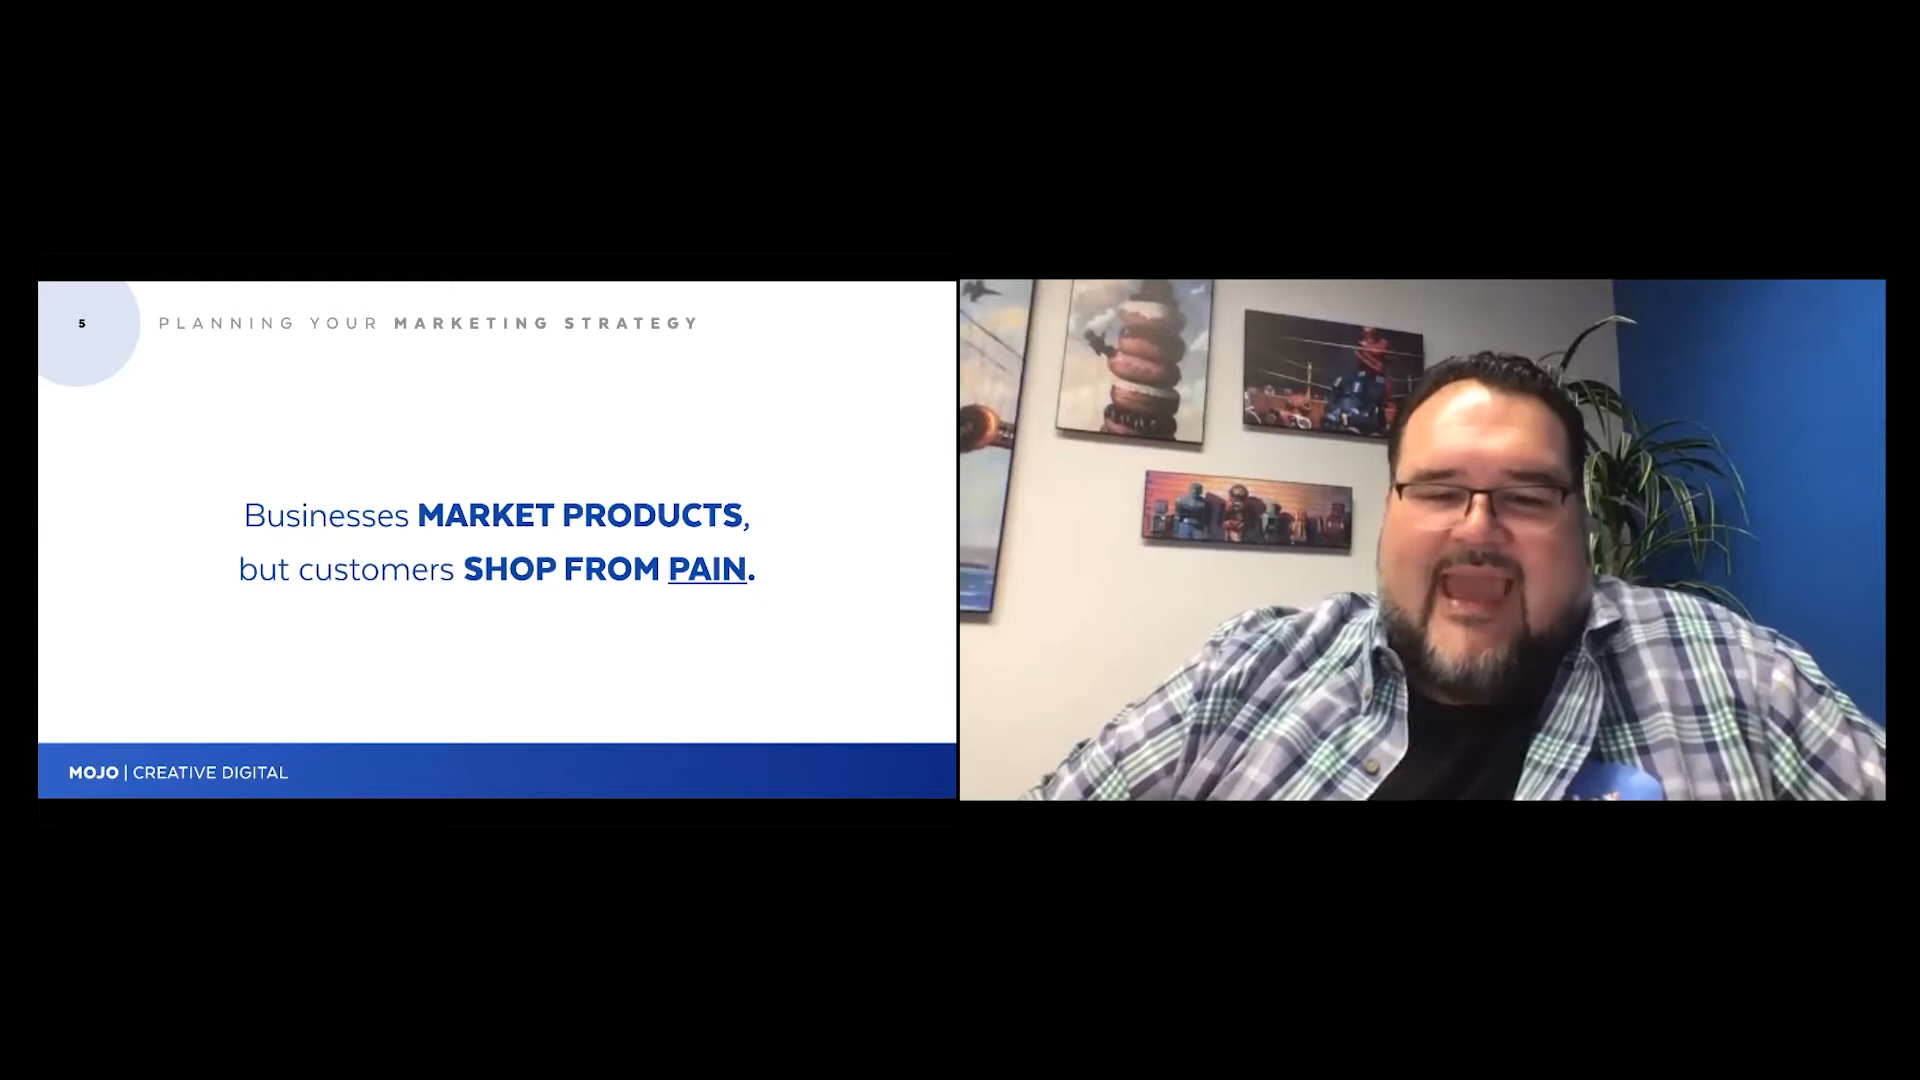 5
PLANNING YOUR MARKETING STRATEGY
Businesses MARKET PRODUCTS,
but customers SHOP FROM PAIN.
MOJO | CREATIVE DIGITAL